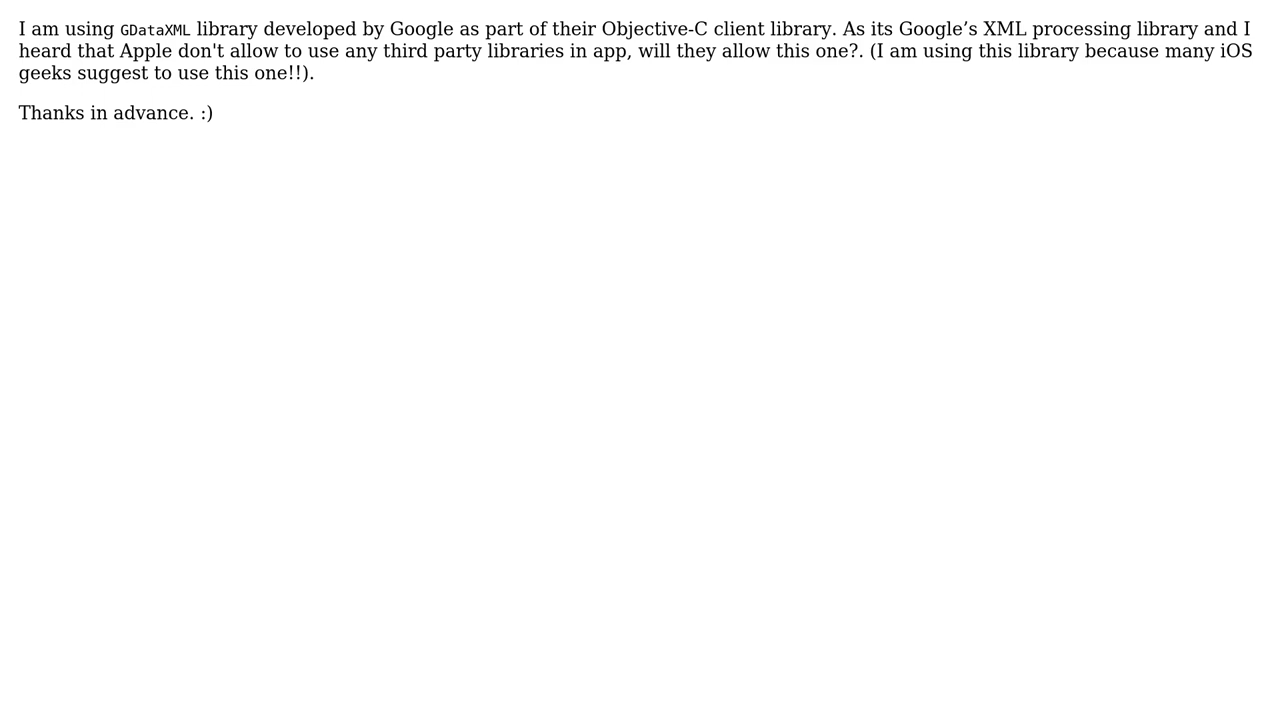 I am using GDataXML library developed by Google as part of their Objective-C client library. As its Google’s XML processing library and I
heard that Apple don't allow to use any third party libraries in app, will they allow this one?. (I am using this library because many iOS
geeks suggest to use this one!!).
Thanks in advance. :)